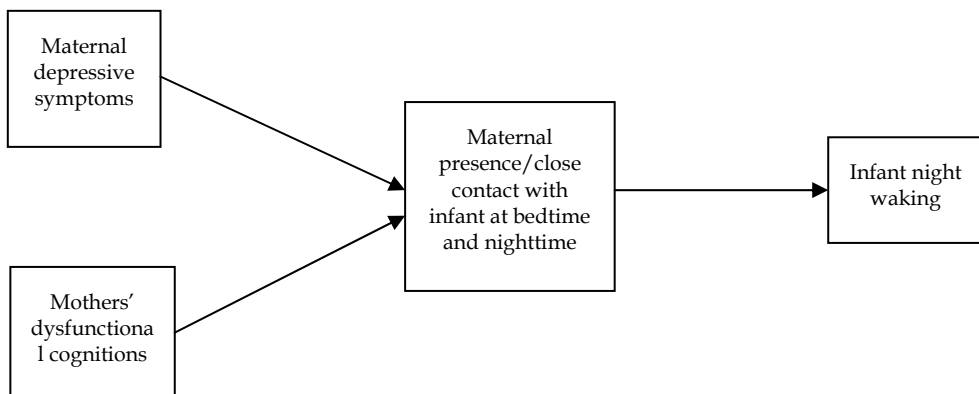 Maternal
depressive
symptoms
Maternal
presence/close
contact with
infant at bedtime
and nighttime
Infant night
waking
Mothers’
dysfunctiona
l cognitions